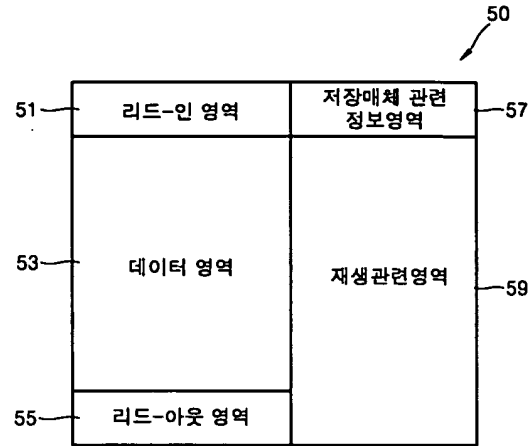 50
51
리드-인 영역
저장매체 관련
정보영역
57
53
데이터 영역
재생관련영역
59
55
리드-아웃 영역